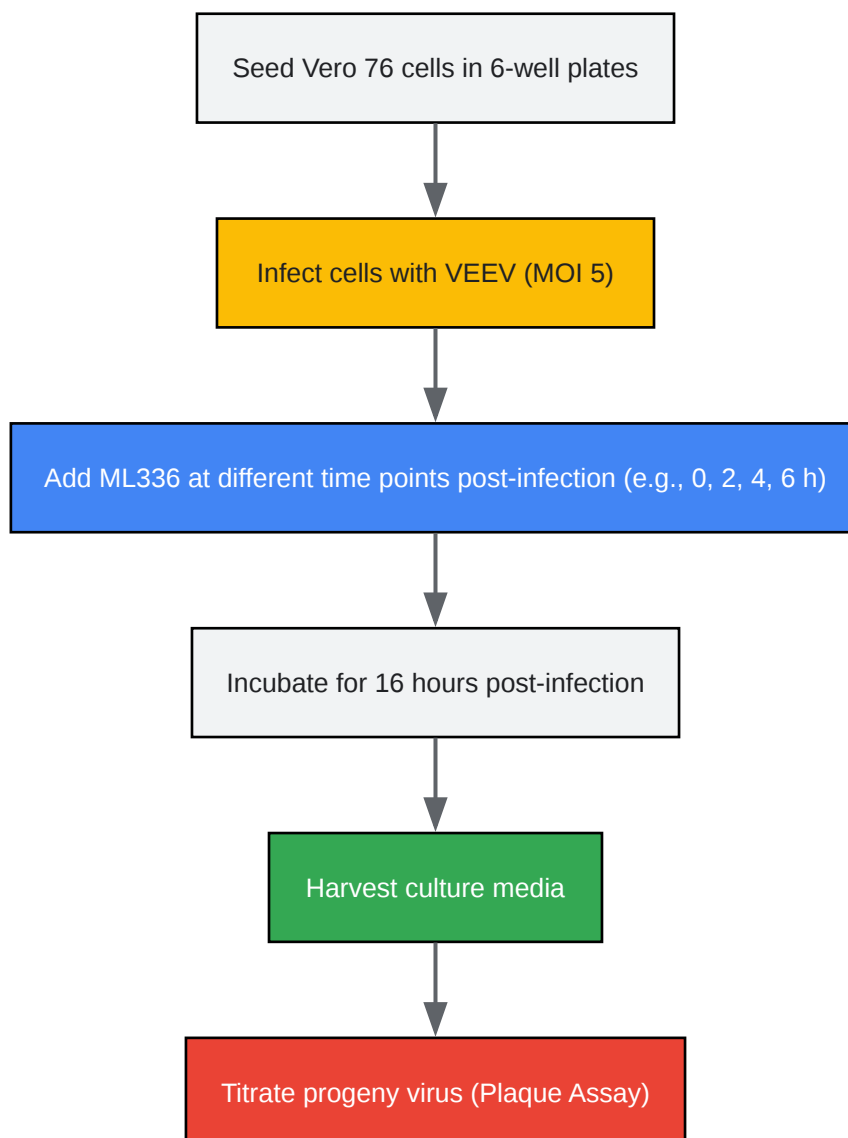 Seed Vero 76 cells in 6-well plates
Infect cells with VEEV (MOI 5)
Add ML336 at different time points post-infection (e.g., 0, 2, 4, 6 h)
Incubate for 16 hours post-infection
Harvest culture media
Titrate progeny virus (Plaque Assay)